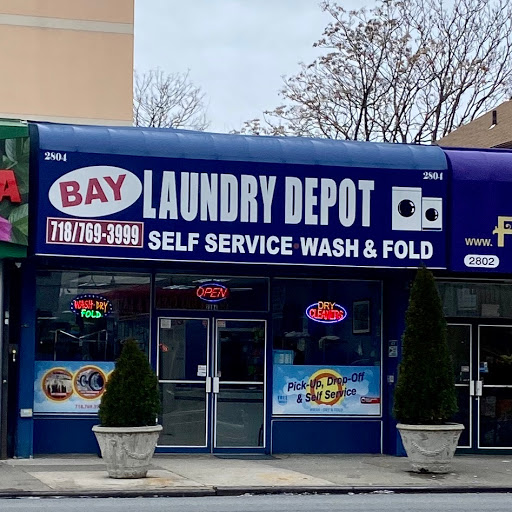 2804
2804
BAY
LAUNDRY DEPOT
718/769-3999
SELF SERVICE WASH & FOLD
www.
2802
WASH·DRY
FOLD
OPEN
DRY
CLEANERS
Pick-Up, Drop-Off
& Self Service